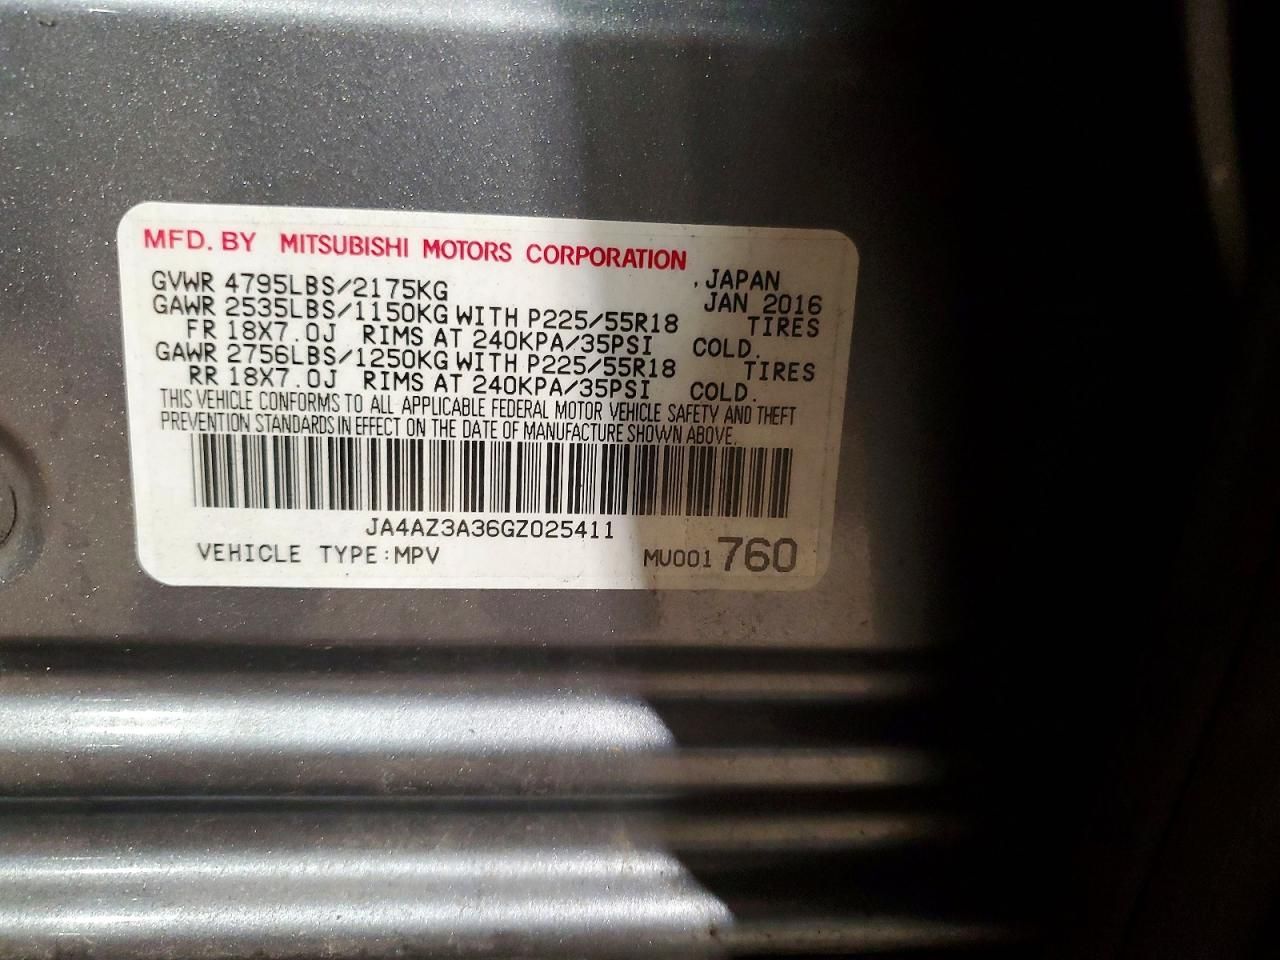 MFD. BY MITSUBISHI MOTORS CORPORATION , JAPAN
GVWR 4795LBS/2175KG JAN 2016
GAWR 2535LBS/1150KG WITH P225/55R18 TIRES
FR 18X7.0J RIMS AT 240KPA/35PSI COLD.
GAWR 2756LBS/1250KG WITH P225/55R18 TIRES
RR 18X7.0J RIMS AT 240KPA/35PSI COLD.
THIS VEHICLE CONFORMS TO ALL APPLICABLE FEDERAL MOTOR VEHICLE SAFETY AND THEFT
PREVENTION STANDARDS IN EFFECT ON THE DATE OF MANUFACTURE SHOWN ABOVE.
JA4AZ3A36GZ025411
VEHICLE TYPE:MPV MU001 760